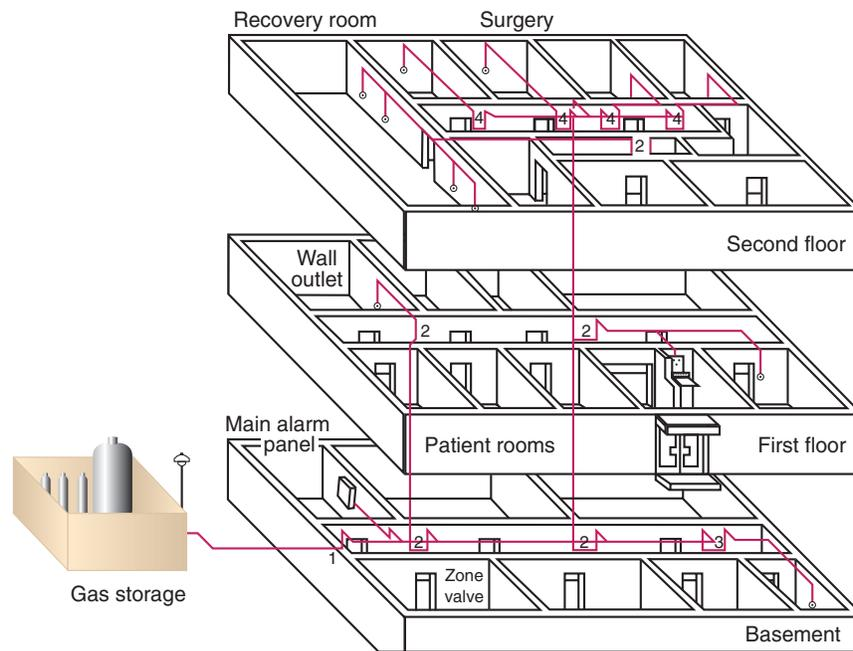 Recovery room
Surgery
4
4
4
4
2
Second floor
Wall
outlet
2
2
Patient rooms
First floor
Main alarm
panel
1
2
2
3
Zone
valve
Gas storage
Basement